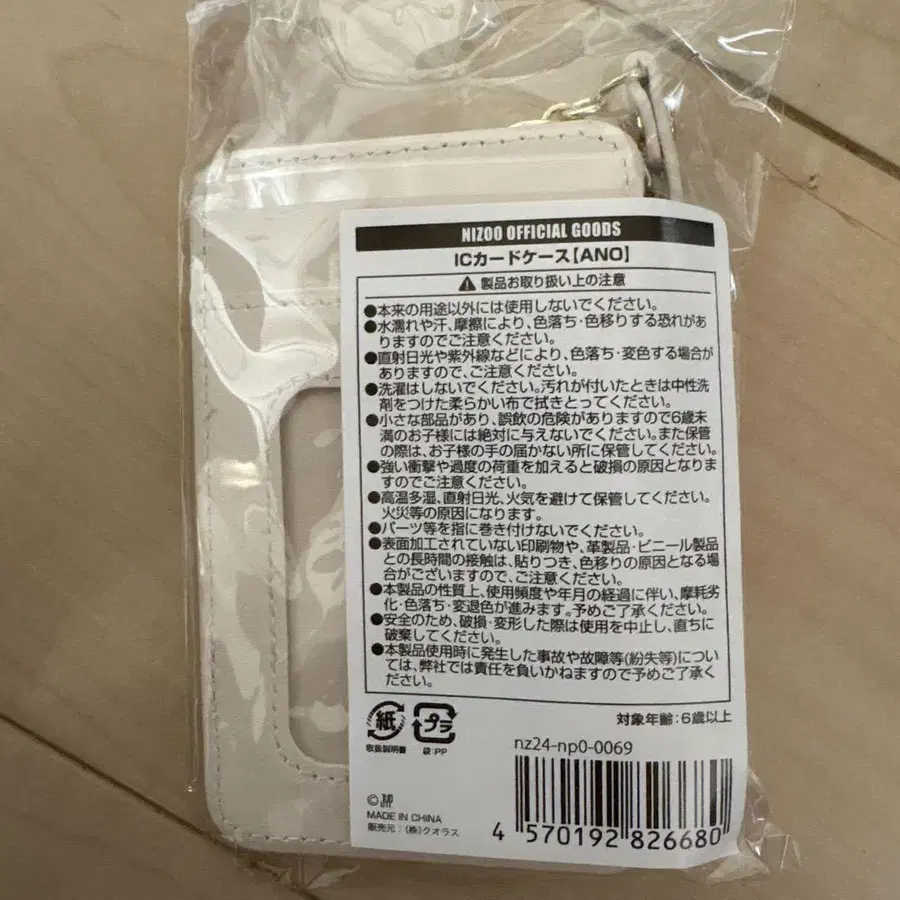 NIZOO OFFICIAL GOODS
ICカードケース【ANO】
製品お取り扱い上の注意
●本来の用途以外には使用しないでください。
●水濡れや汗、摩擦により、色落ち・色移りする恐れがあ
りますのでご注意ください。
●直射日光や紫外線などにより、色落ち・変色する場合が
ありますので、ご注意ください。
●洗濯はしないでください。汚れが付いたときは中性洗
剤をつけた柔らかい布で拭きとってください。
●小さな部品があり、誤飲の危険がありますので6歳未
満のお子様には絶対に与えないでください。また保管
の際は、お子様の手の届かない所に保管してください。
●強い衝撃や過度の荷重を加えると破損の原因となりま
すのでご注意ください。
●高温多湿、直射日光、火気を避けて保管してください。
火災等の原因になります。
●パーツ等を指に巻き付けないでください。
●表面加工されていない印刷物や、革製品・ビニール製品
との長時間の接触は、貼りつき、色移りの原因となる場
合がございますので、ご注意ください。
●本製品の性質上、使用頻度や年月の経過に伴い、摩耗劣
化・色落ち・変退色が進みます。予めご了承ください。
●安全のため、破損・変形した際は使用を中止し、直ちに
破棄してください。
●本製品使用時に発生した事故や故障等(紛失等)につい
ては、弊社では責任を負いかねますので予めご了承く
ださい。
対象年齢:6歳以上
紙
プラ
取扱説明書
袋:PP
nz24-np0-0069
©
MADE IN CHINA
販売元:(株)クオラス
4 570192 826680